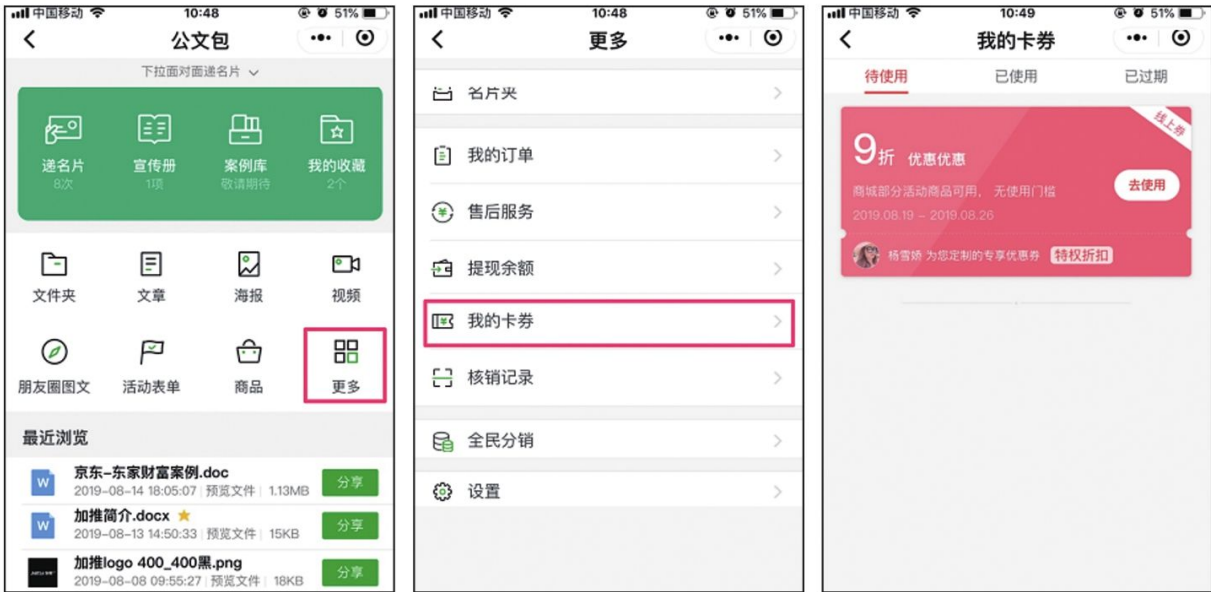 中国移动
10:48
51%
公文包
下拉面对面递名片
递名片
宣传册
案例库
我的收藏
8次
1项
敬请期待
2个
文件夹
文章
海报
视频
朋友圈图文
活动表单
商品
更多
最近浏览
京东-东家财富案例.doc
2019-08-14 18:05:07 | 预览文件 | 1.13MB
分享
加推简介.docx
2019-08-13 14:50:33 | 预览文件 | 15KB
分享
加推logo 400_400黑.png
2019-08-08 09:55:27 | 预览文件 | 18KB
分享
中国移动
10:48
51%
更多
名片夹
我的订单
售后服务
提现余额
我的卡券
核销记录
全民分销
设置
中国移动
10:49
51%
我的卡券
待使用
已使用
已过期
线上券
9折 优惠优惠
商城部分活动商品可用， 无使用门槛
去使用
2019.08.19 - 2019.08.26
杨雪娇 为您定制的专享优惠券 特权折扣